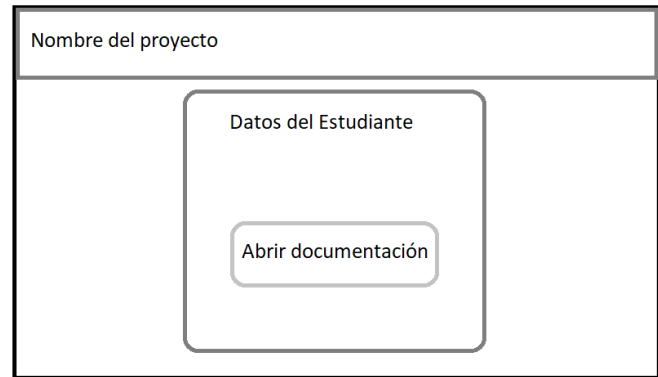 Nombre del proyecto
Datos del Estudiante
Abrir documentación